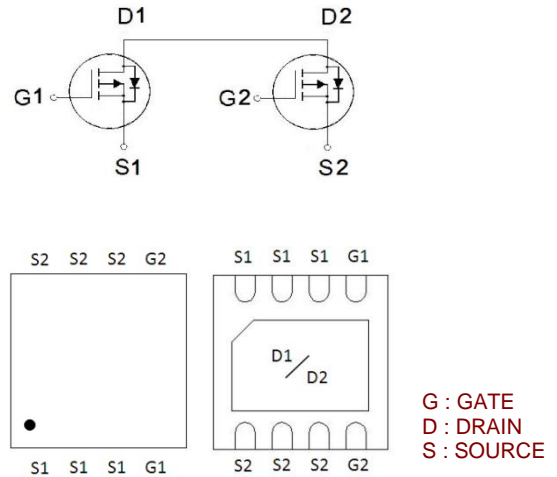 D1 D2
G1 G2
S1 S2
S2 S2 S2 G2
S1 S1 S1 G1
S1 S1 S1 G1
D1
D2
S2 S2 S2 G2
G : GATE
D : DRAIN
S : SOURCE